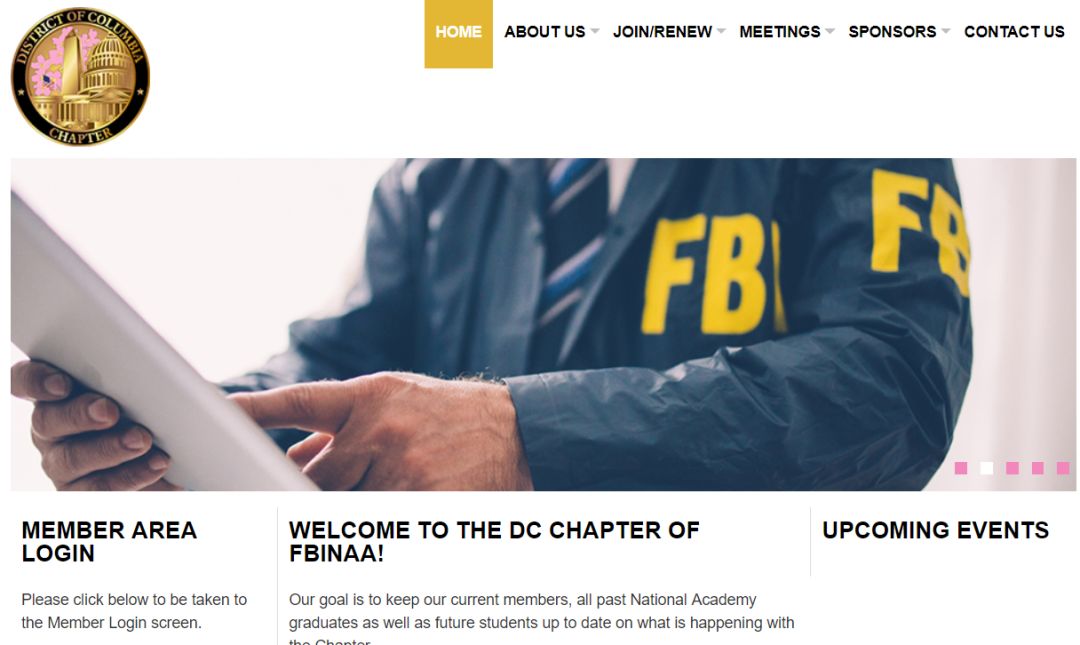 DISTRICT OF COLUMBIA
CHAPTER
HOME
ABOUT US
JOIN/RENEW
MEETINGS
SPONSORS
CONTACT US
FBI
FB
MEMBER AREA
LOGIN
Please click below to be taken to
the Member Login screen.
WELCOME TO THE DC CHAPTER OF
FBINAA!
Our goal is to keep our current members, all past National Academy
graduates as well as future students up to date on what is happening with
the Chapter.
UPCOMING EVENTS